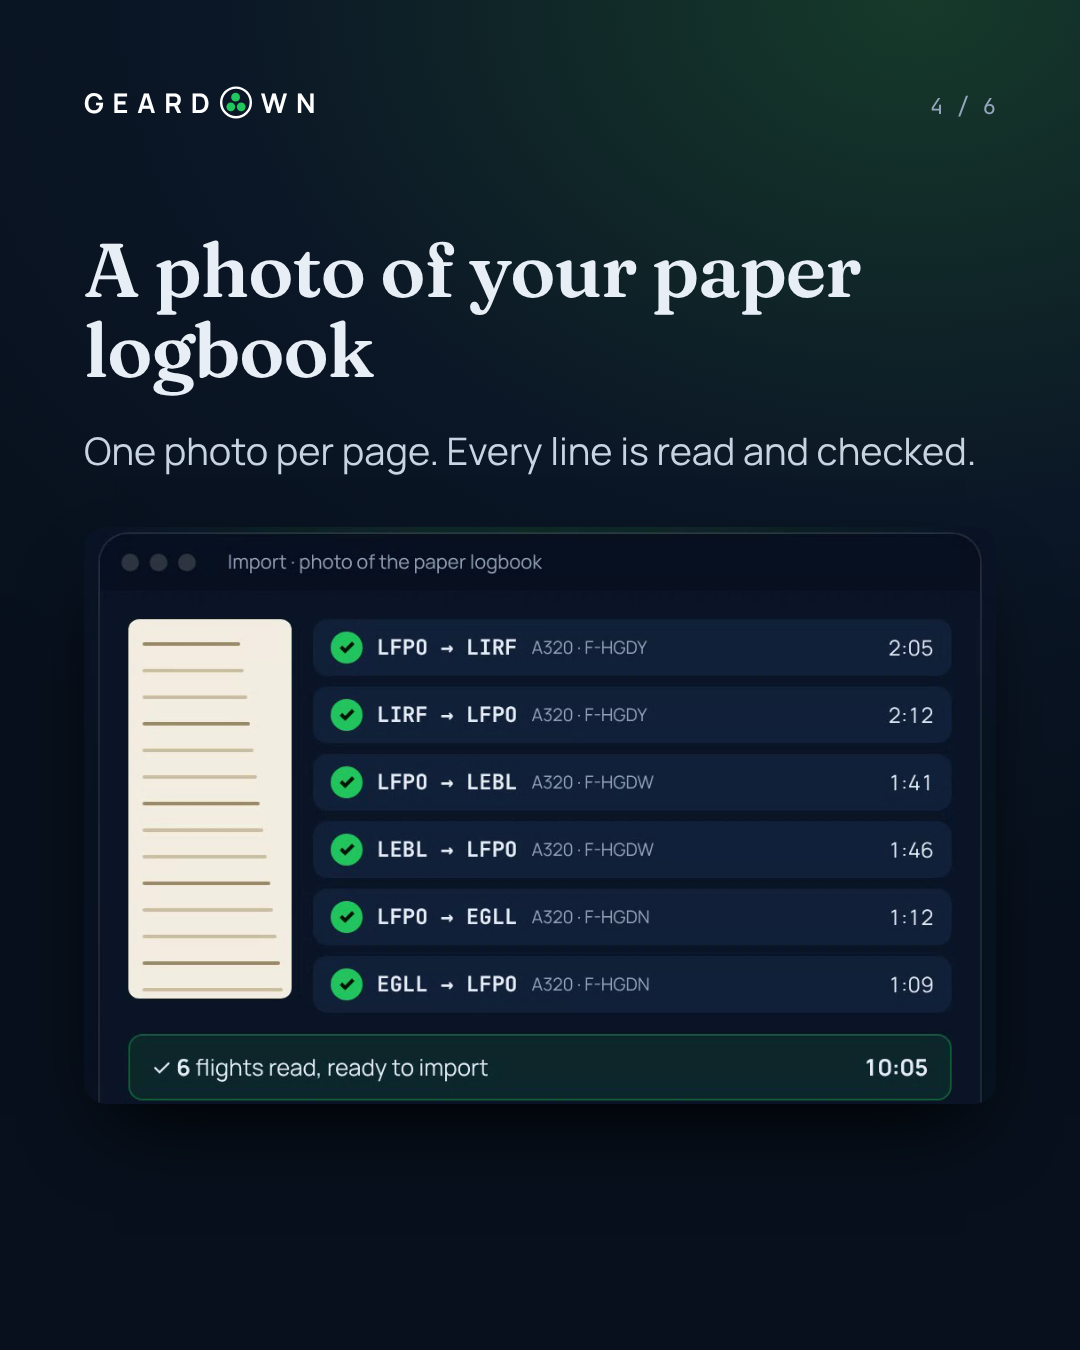 GEARDOWN
4 / 6
A photo of your paper
logbook
One photo per page. Every line is read and checked.
Import · photo of the paper logbook
LFPO → LIRF A320 · F-HGDY 2:05
LIRF → LFPO A320 · F-HGDY 2:12
LFPO → LEBL A320 · F-HGDW 1:41
LEBL → LFPO A320 · F-HGDW 1:46
LFPO → EGLL A320 · F-HGDN 1:12
EGLL → LFPO A320 · F-HGDN 1:09
✓ 6 flights read, ready to import 10:05